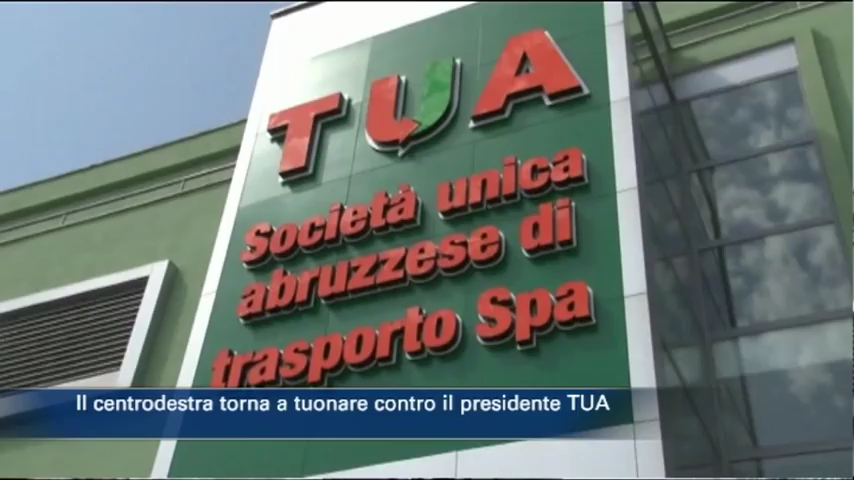 TUA
Società unica
abruzzese di
trasporto Spa
Il centrodestra torna a tuonare contro il presidente TUA